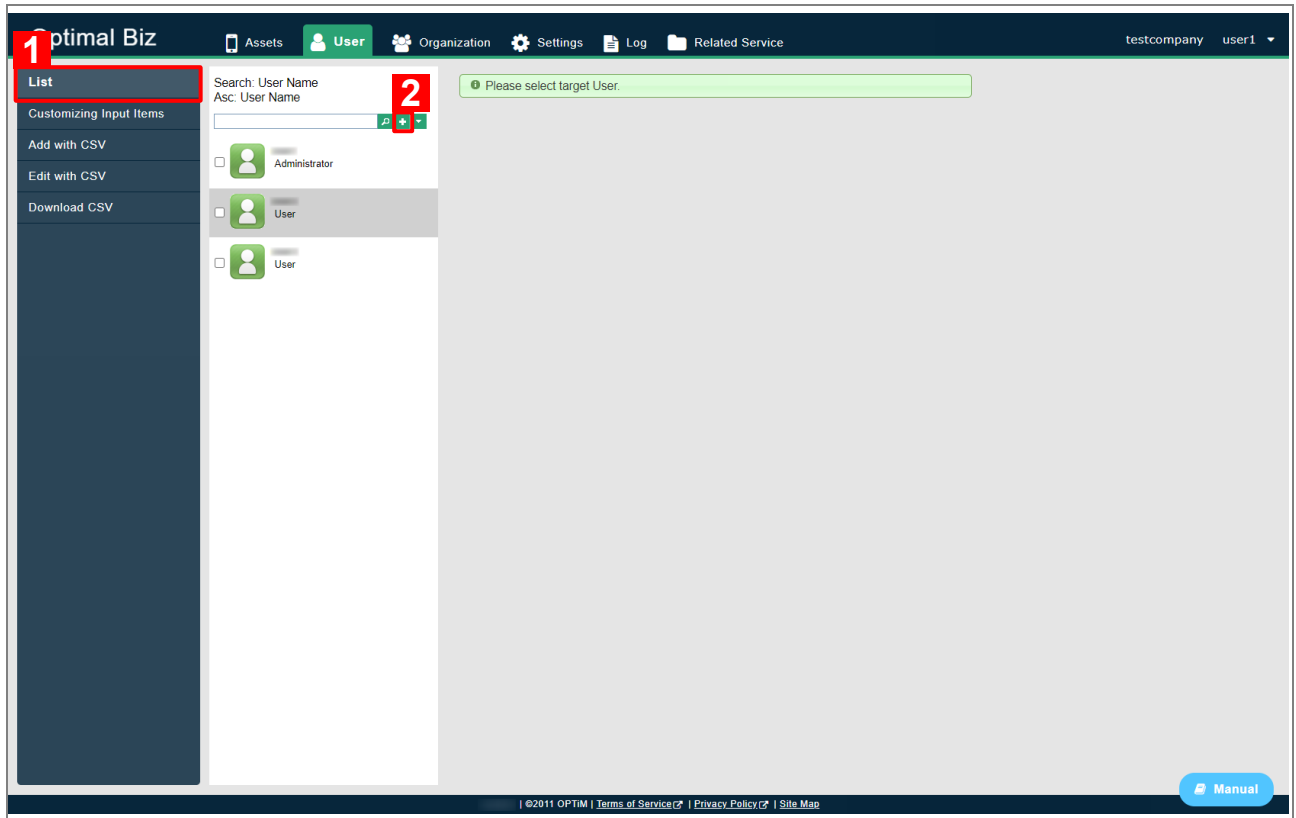 Optimal Biz
Assets
User
Organization
Settings
Log
Related Service
testcompany user1
1
List
Customizing Input Items
Add with CSV
Edit with CSV
Download CSV
Search: User Name
Asc: User Name
2
Administrator
User
User
Please select target User.
Manual
| ©2011 OPTiM | Terms of Service | Privacy Policy | Site Map